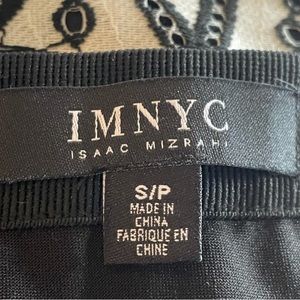 IMNYC
ISAAC MIZRAHI
S/P
MADE IN
CHINA
FABRIQUE EN
CHINE